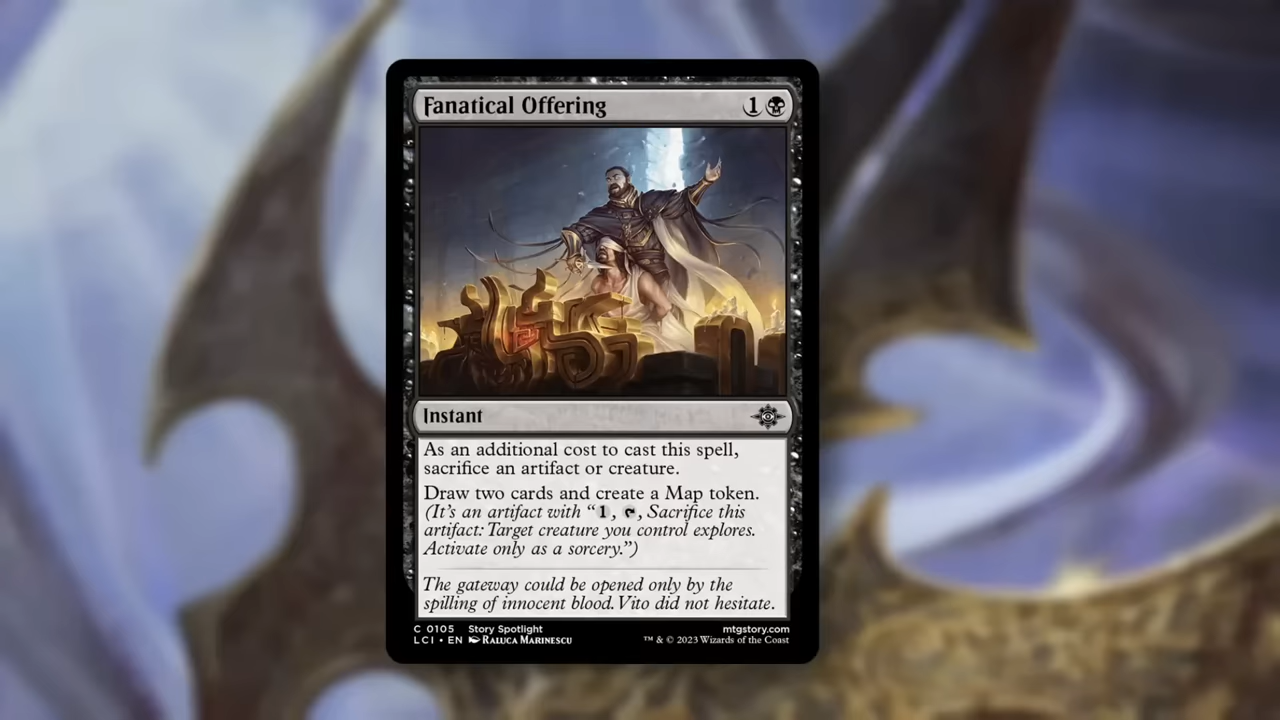 Fanatical Offering 1
Instant
As an additional cost to cast this spell,
sacrifice an artifact or creature.
Draw two cards and create a Map token.
(It's an artifact with “1, , Sacrifice this
artifact: Target creature you control explores.
Activate only as a sorcery.”)
The gateway could be opened only by the
spilling of innocent blood. Vito did not hesitate.
C 0105 Story Spotlight mtgstory.com
LCI • EN Raluca Marinescu ™ & © 2023 Wizards of the Coast